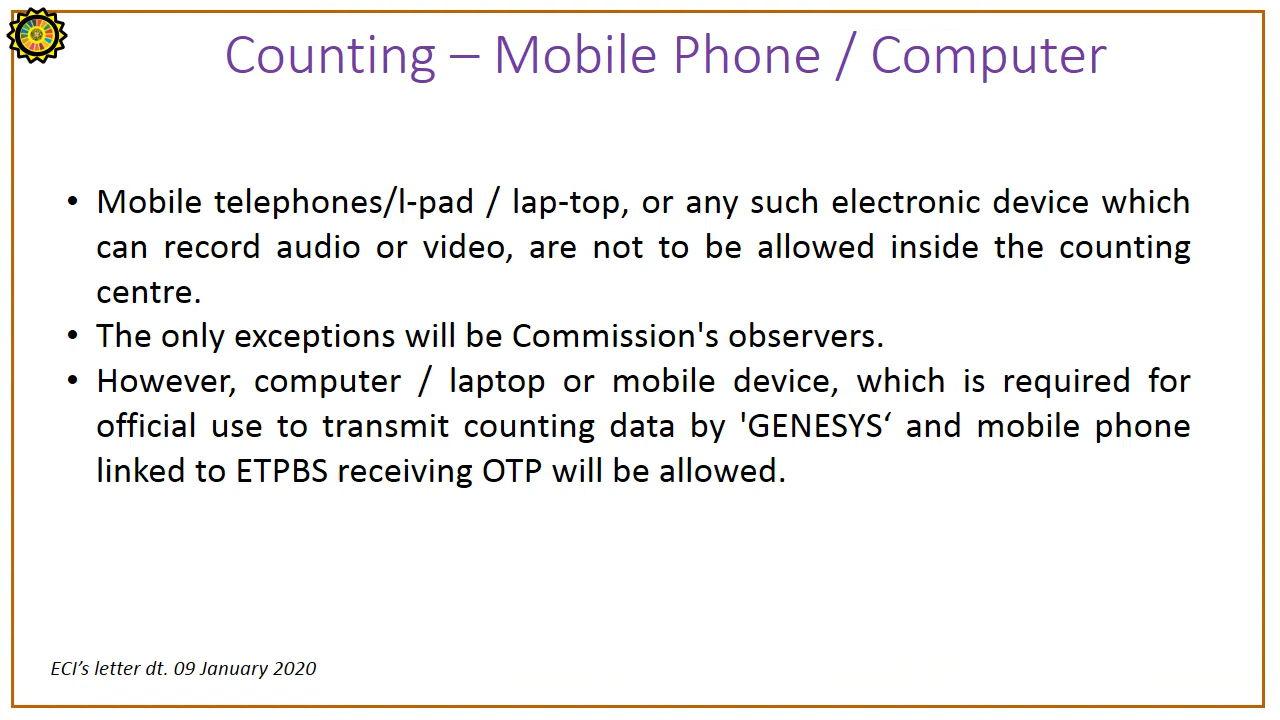 Counting – Mobile Phone / Computer
• Mobile telephones/l-pad / lap-top, or any such electronic device which
can record audio or video, are not to be allowed inside the counting
centre.
• The only exceptions will be Commission's observers.
• However, computer / laptop or mobile device, which is required for
official use to transmit counting data by 'GENESYS‘ and mobile phone
linked to ETPBS receiving OTP will be allowed.
ECI’s letter dt. 09 January 2020